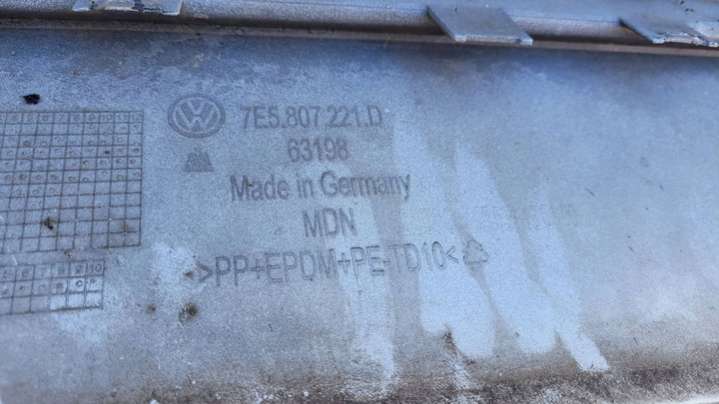 7E5.807.221.D
63198
Made in Germany
MDN
>PP+EPDM+PE-TD10<